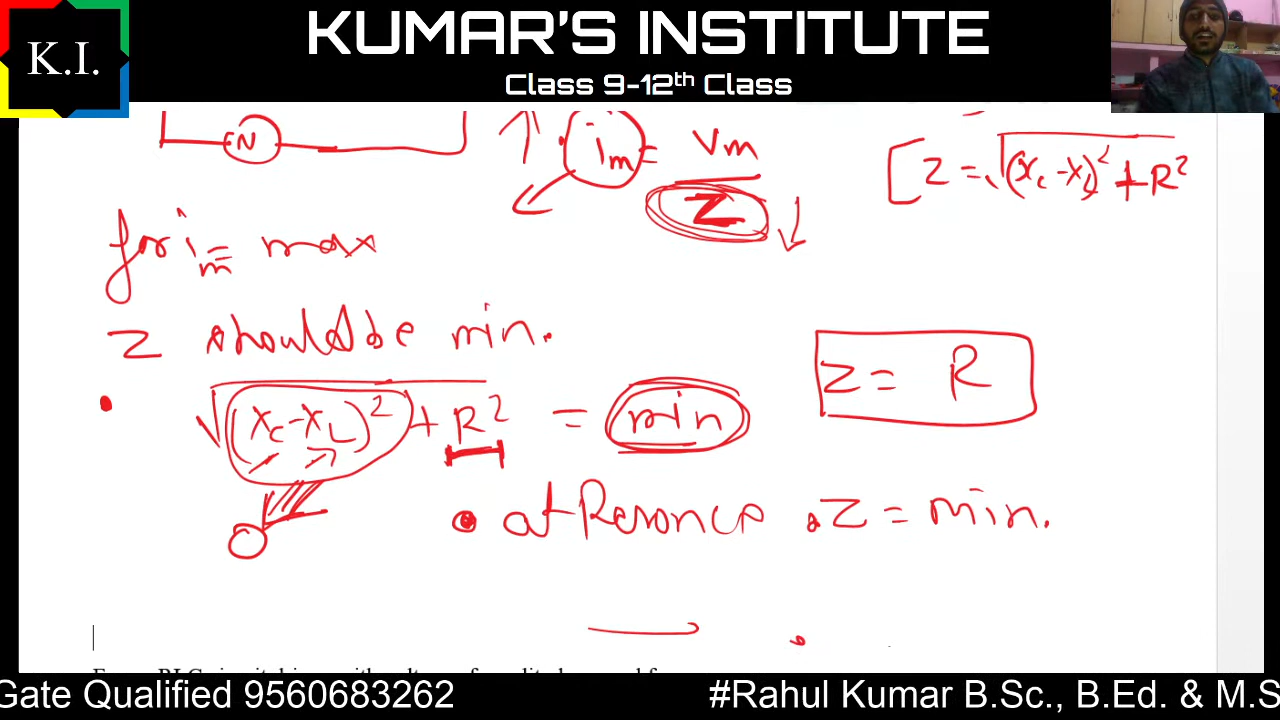 KUMAR'S INSTITUTE
K.I.
Class 9-12th Class
N
im = Vm
Z
[Z = √(Xc - XL)² + R²
for im = max
Z should be min.
√(Xc - XL)² + R² = min
Z = R
0
at Resonce . Z = min.
Gate Qualified 9560683262
#Rahul Kumar B.Sc., B.Ed. & M.S